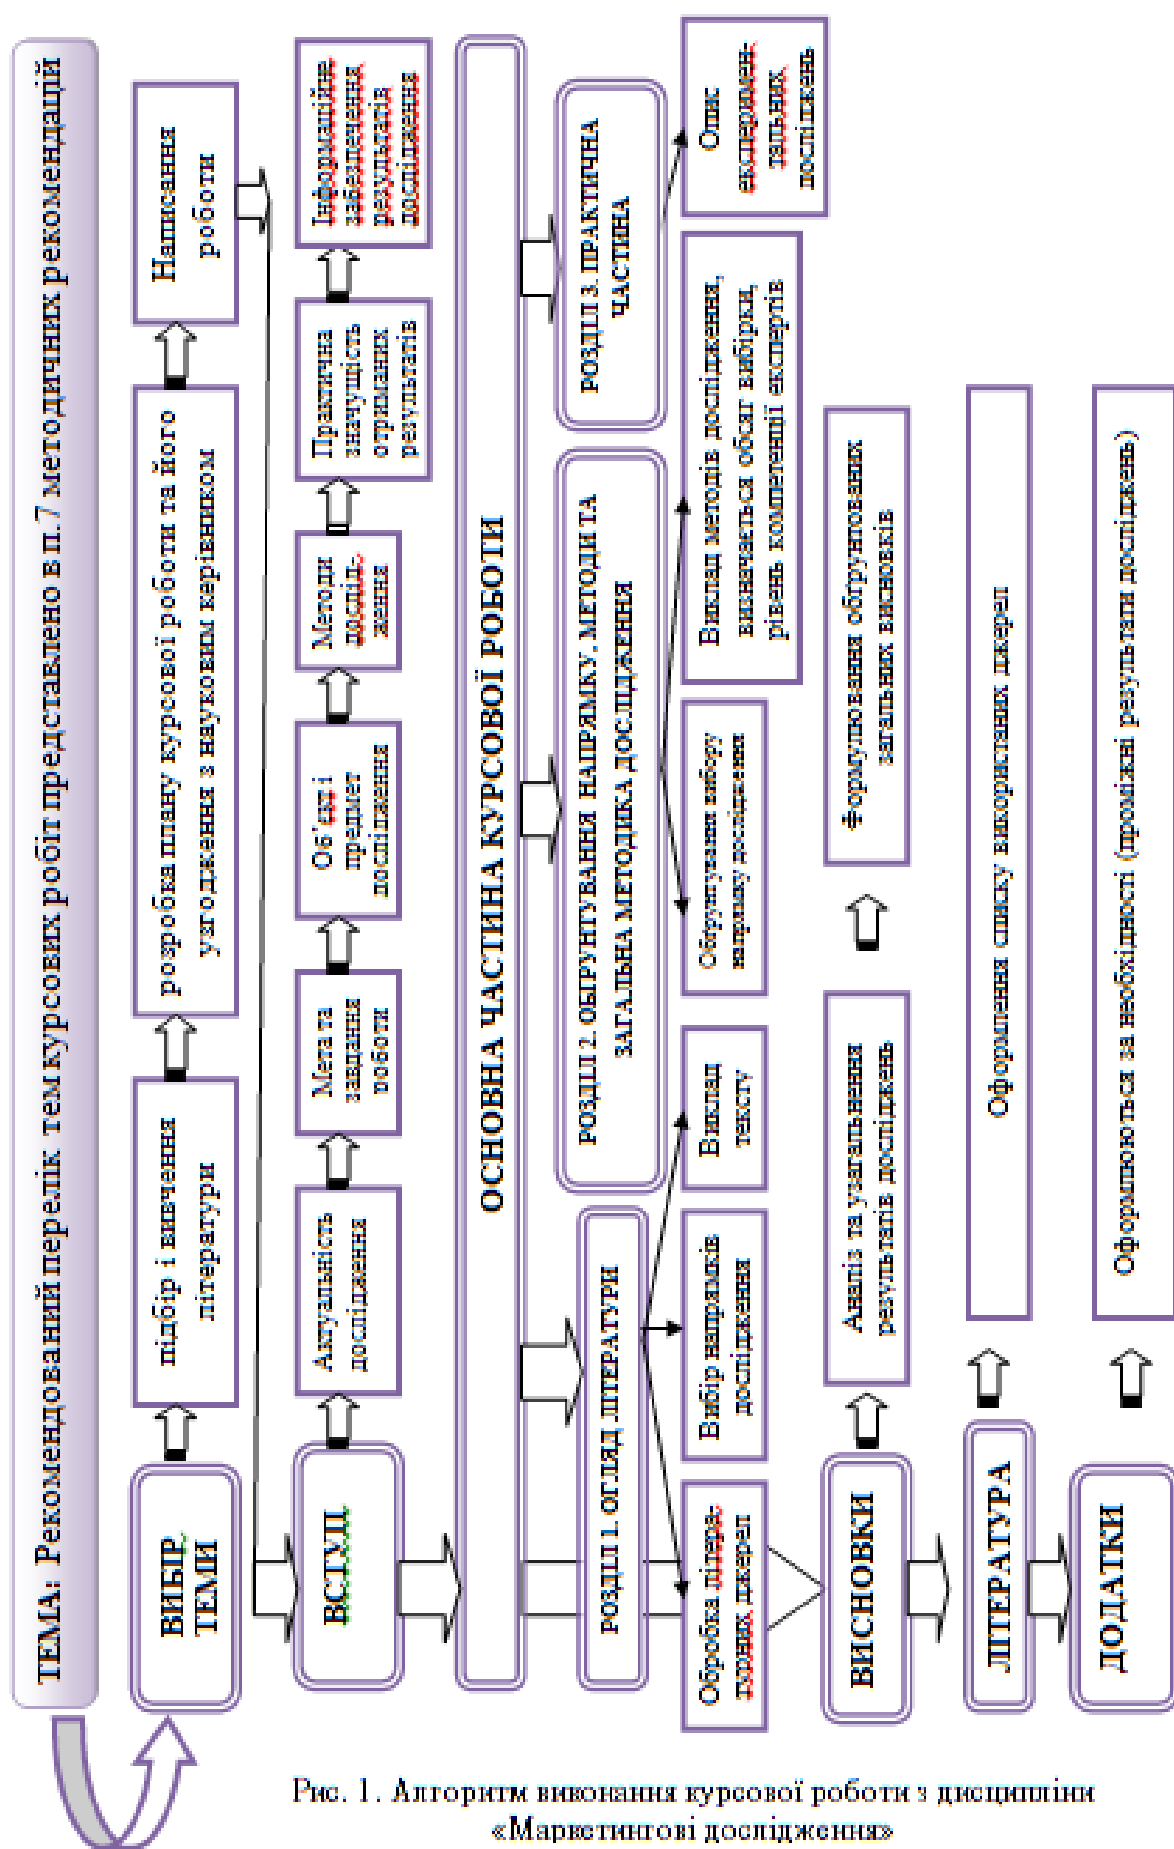 ТЕМА: Рекомендований перелік тем курсових робіт представлено в п.7 методичних рекомендацій
ВИБІР
ТЕМИ
підбір і вивчення
літератури
розробка плану курсової роботи та його
узгодження з науковим керівником
Написання
роботи
ВСТУП
Актуальність
дослідження
Мета та
завдання
роботи
Об'єкт і
предмет
дослідження
Методи
дослід-
ження
Практична
значущість
отриманих
результатів
Інформаційне
забезпечення
результатів
дослідження
ОСНОВНА ЧАСТИНА КУРСОВОЇ РОБОТИ
РОЗДІЛ 1. ОГЛЯД ЛІТЕРАТУРИ
РОЗДІЛ 2. ОБҐРУНТУВАННЯ НАПРЯМКУ, МЕТОДИ ТА
ЗАГАЛЬНА МЕТОДИКА ДОСЛІДЖЕННЯ
РОЗДІЛ 3. ПРАКТИЧНА
ЧАСТИНА
Обробка літера-
турних джерел
Вибір напрямків
дослідження
Виклад
тексту
Обґрунтування вибору
напрямку дослідження
Виклад методів дослідження,
визначається обсяг вибірки,
рівень компетенції експертів
Опис
експеримен-
тальних
досліджень
ВИСНОВКИ
Аналіз та узагальнення
результатів досліджень
Формулювання обґрунтованих
загальних висновків
ЛІТЕРАТУРА
Оформлення списку використаних джерел
ДОДАТКИ
Оформлюються за необхідності (проміжні результати досліджень)
Рис. 1. Алгоритм виконання курсової роботи з дисципліни
«Маркетингові дослідження»